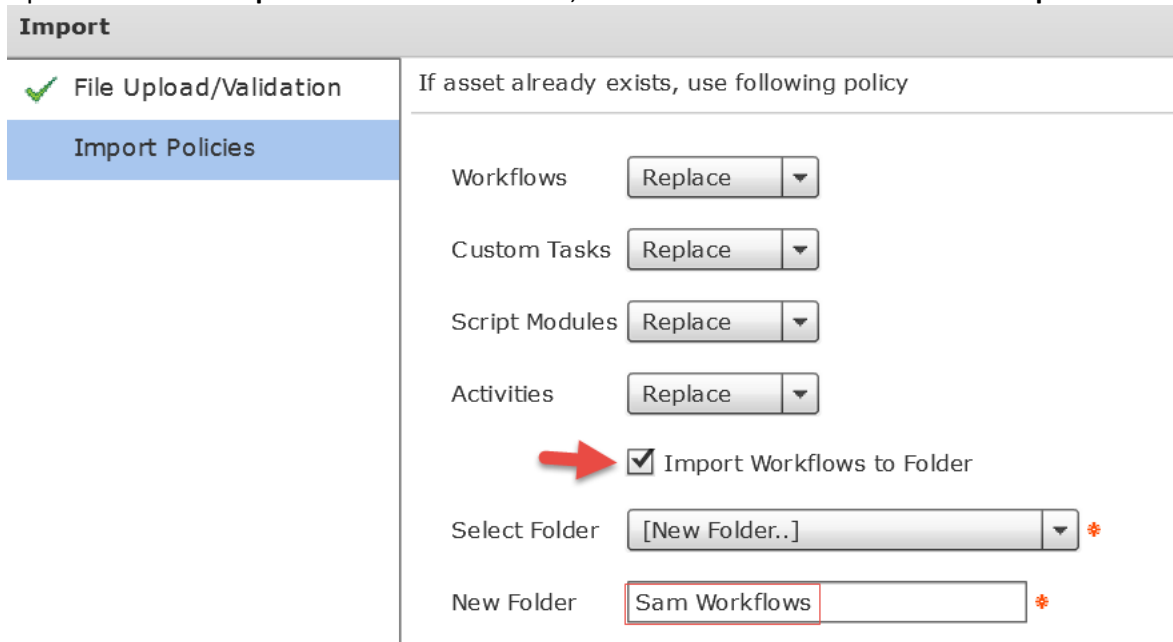 Import
File Upload/Validation
Import Policies
If asset already exists, use following policy
Workflows Replace
Custom Tasks Replace
Script Modules Replace
Activities Replace
Import Workflows to Folder
Select Folder [New Folder..] *
New Folder Sam Workflows *